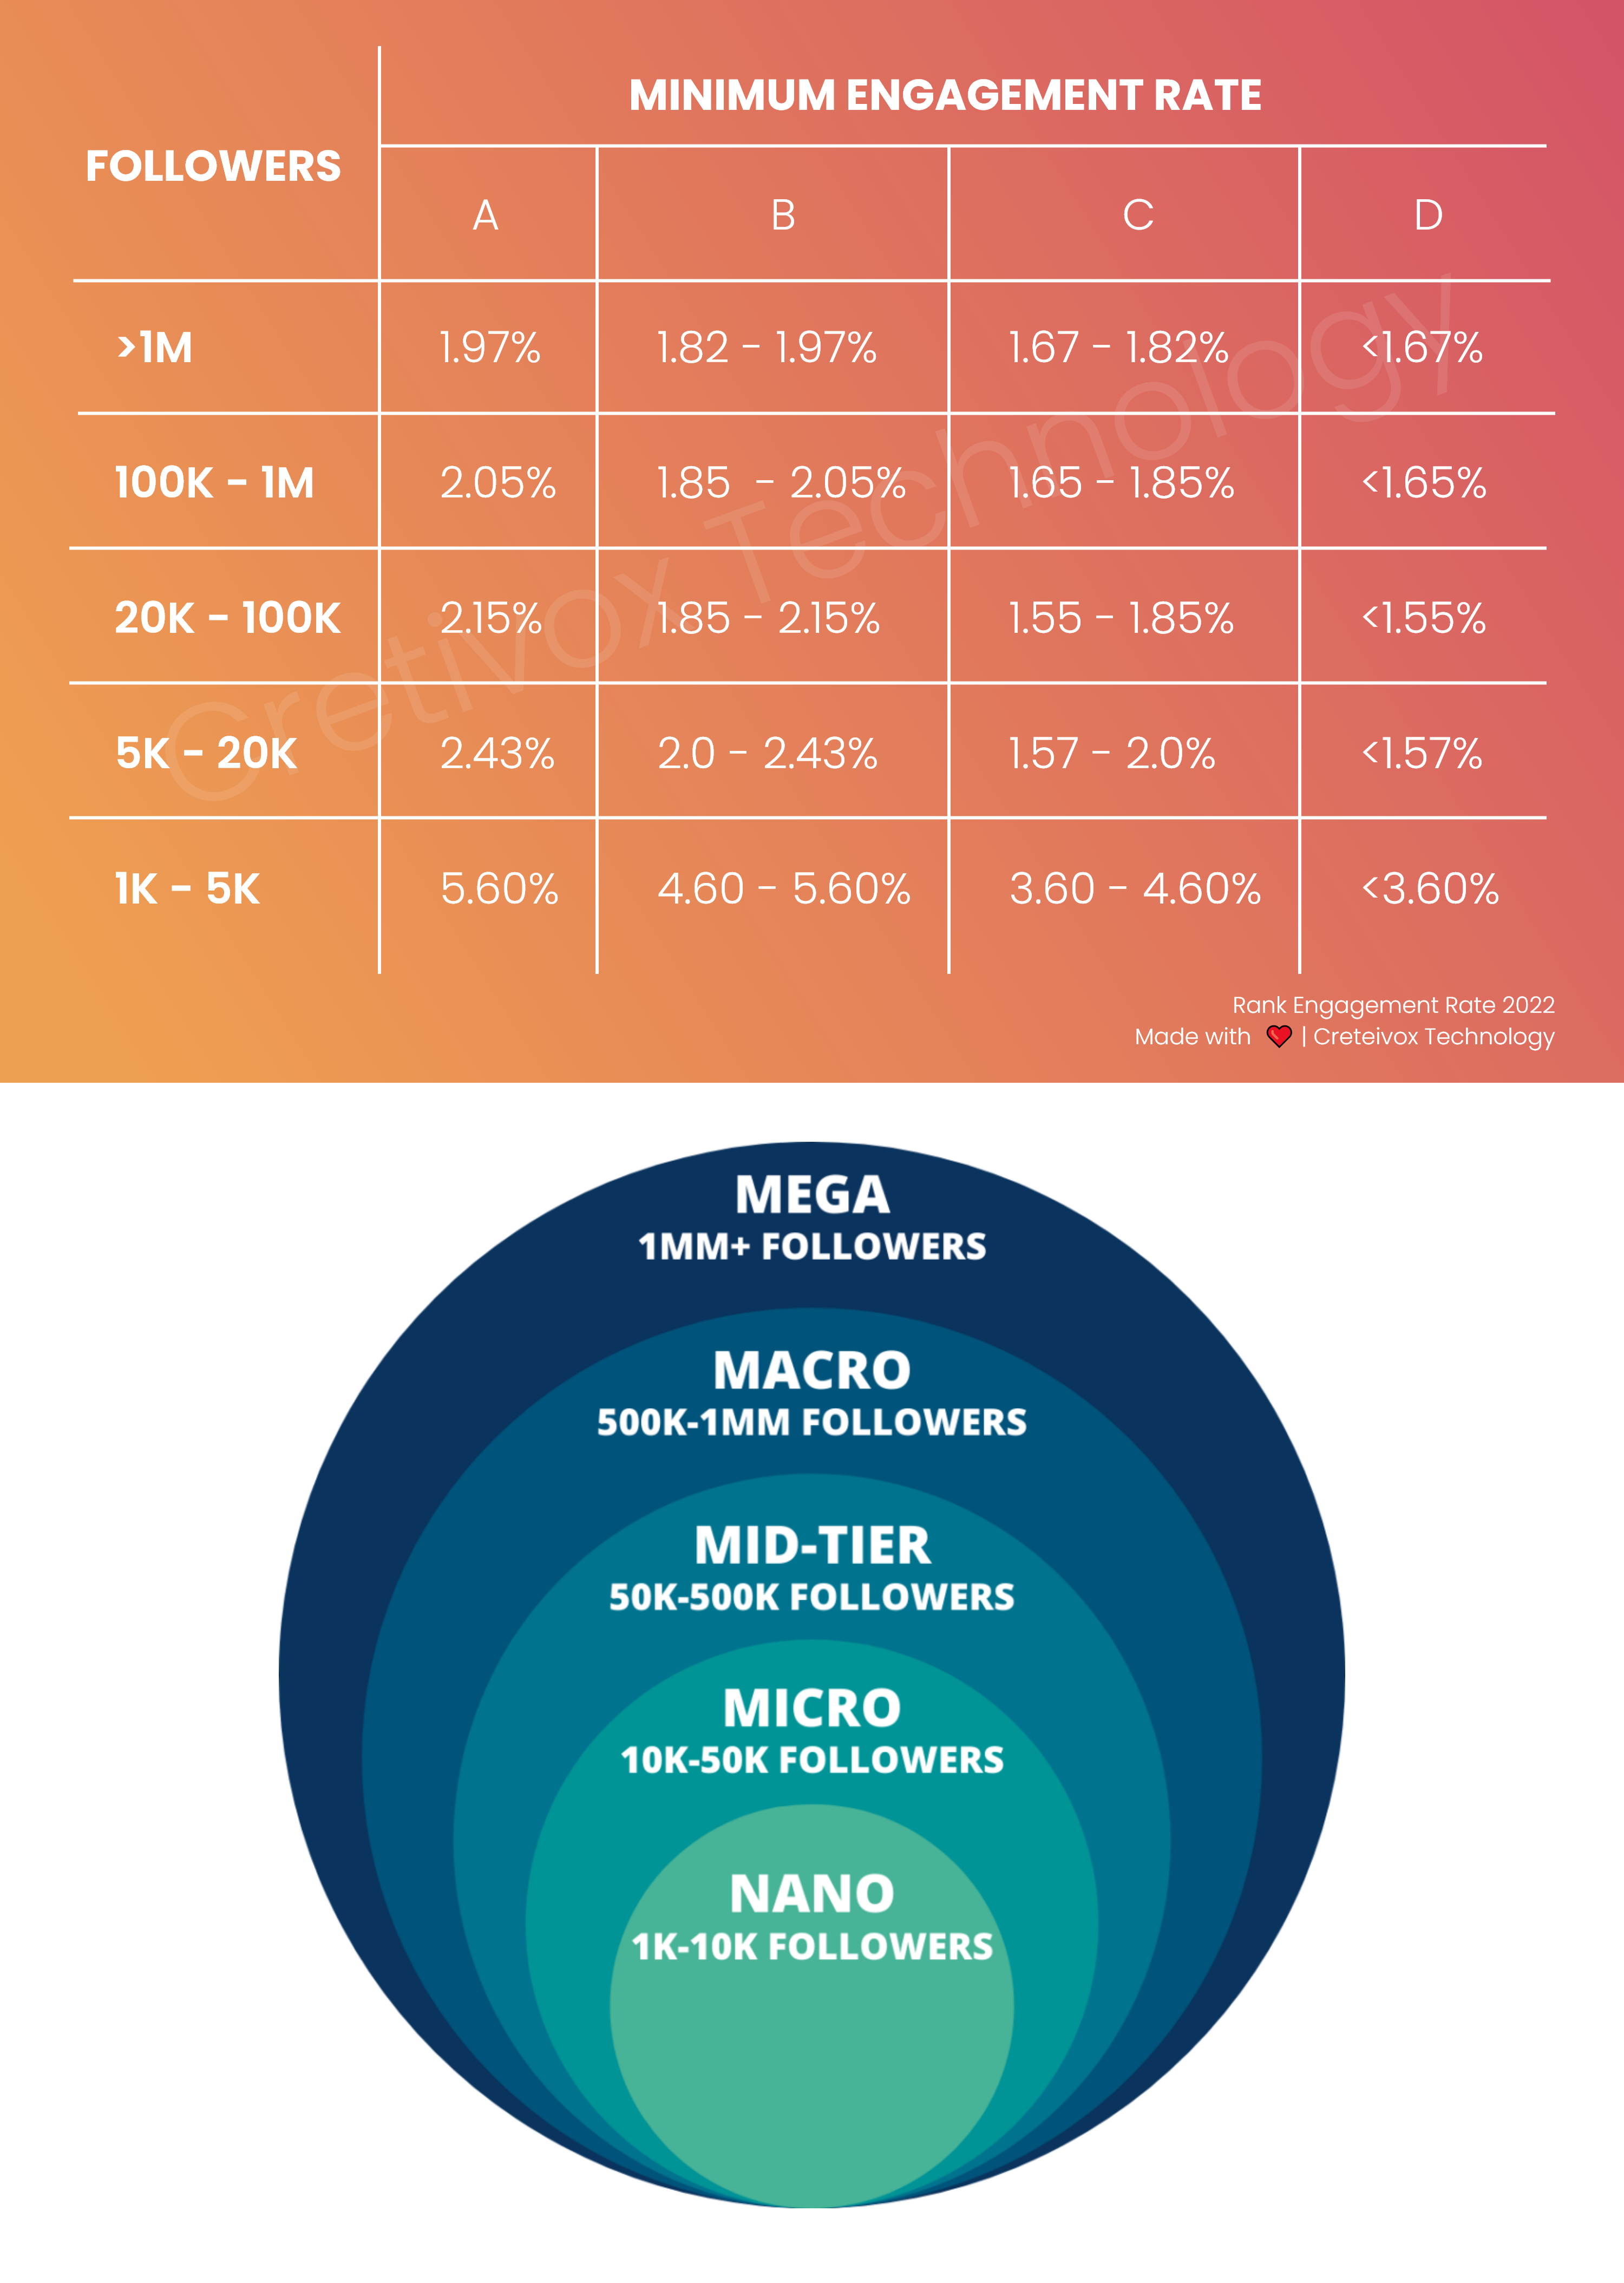 MINIMUM ENGAGEMENT RATE
FOLLOWERS
A B C D
>1M 1.97% 1.82 - 1.97% 1.67 - 1.82% <1.67%
100K - 1M 2.05% 1.85 - 2.05% 1.65 - 1.85% <1.65%
20K - 100K 2.15% 1.85 - 2.15% 1.55 - 1.85% <1.55%
5K - 20K 2.43% 2.0 - 2.43% 1.57 - 2.0% <1.57%
1K - 5K 5.60% 4.60 - 5.60% 3.60 - 4.60% <3.60%
Cretivox Technology
Rank Engagement Rate 2022
Made with ❤ | Creteivox Technology
MEGA
1MM+ FOLLOWERS
MACRO
500K-1MM FOLLOWERS
MID-TIER
50K-500K FOLLOWERS
MICRO
10K-50K FOLLOWERS
NANO
1K-10K FOLLOWERS